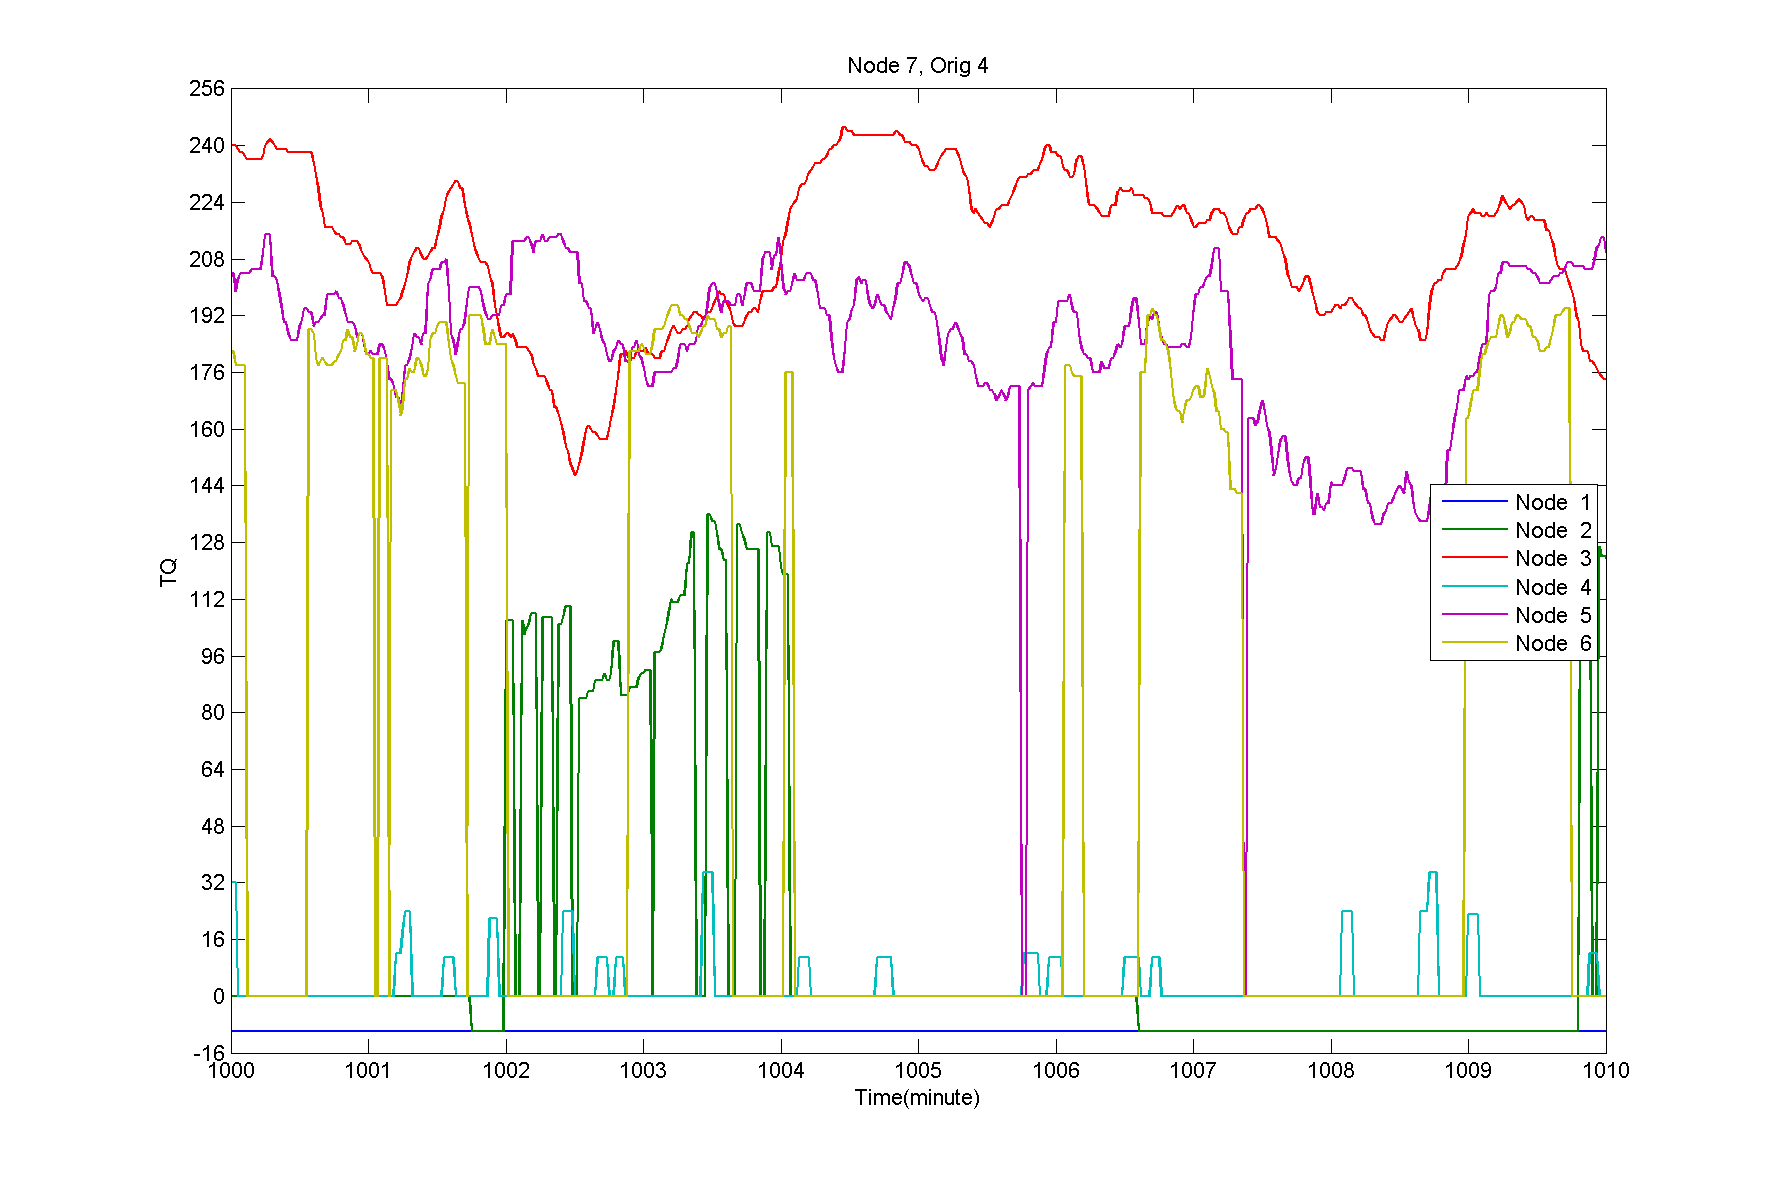 Node 7, Orig 4
256
240
224
208
192
176
160
144
128
112
96
80
64
48
32
16
0
-16
TQ
Node 1
Node 2
Node 3
Node 4
Node 5
Node 6
1000 1001 1002 1003 1004 1005 1006 1007 1008 1009 1010
Time(minute)